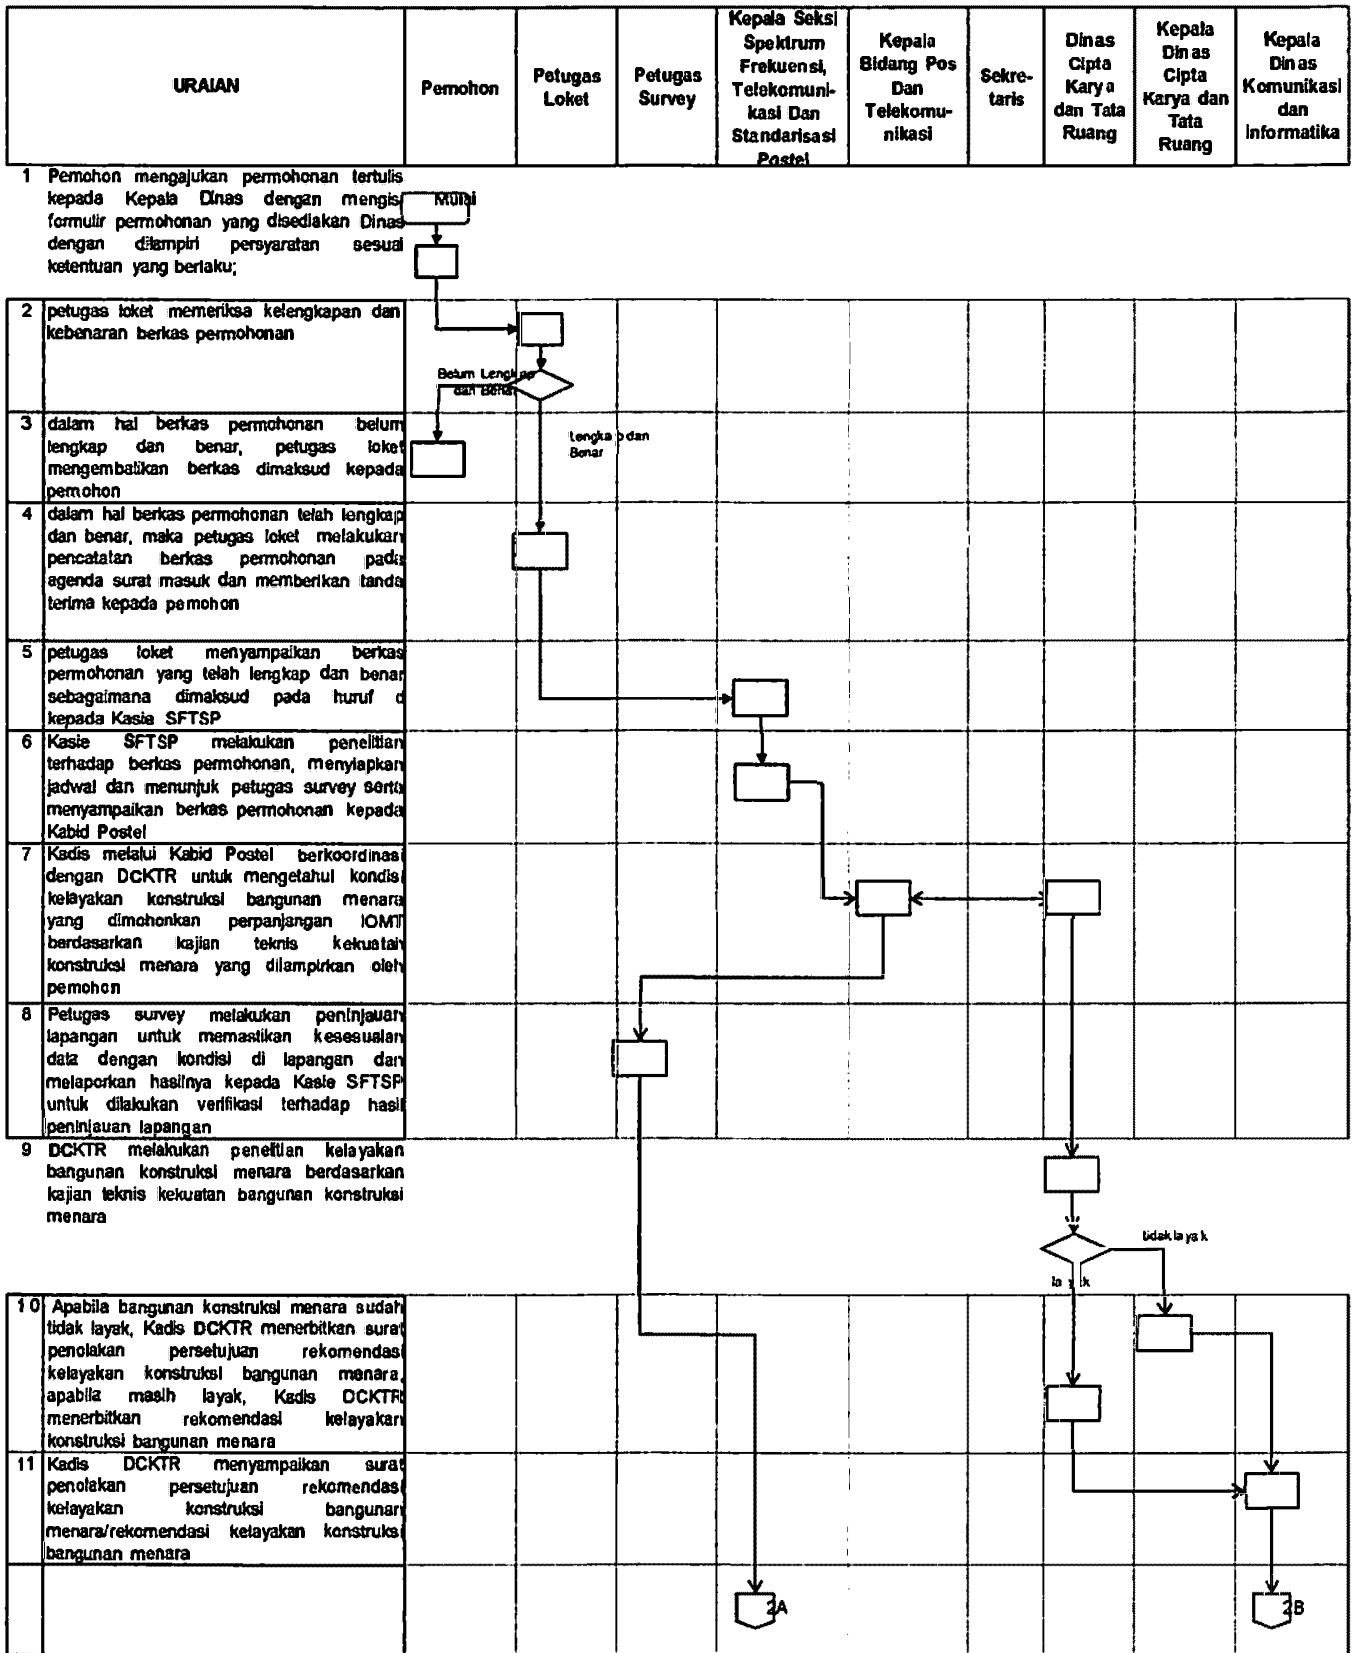 URAIAN
Pemohon
Petugas
Loket
Petugas
Survey
Kepala Seksi
Spektrum
Frekuensi,
Telekomuni-
kasi Dan
Standarisasi
Postel
Kepala
Bidang Pos
Dan
Telekomu-
nikasi
Sekre-
taris
Dinas
Cipta
Karya
dan Tata
Ruang
Kepala
Dinas
Cipta
Karya dan
Tata
Ruang
Kepala
Dinas
Komunikasi
dan
Informatika
1 Pemohon mengajukan permohonan tertulis
kepada Kepala Dinas dengan mengisi
formulir permohonan yang disediakan Dinas
dengan dilampiri persyaratan sesuai
ketentuan yang berlaku;
Mulai
2 petugas loket memeriksa kelengkapan dan
kebenaran berkas permohonan
Belum Lengkap
dan Benar
3 dalam hal berkas permohonan belum
lengkap dan benar, petugas loket
mengembalikan berkas dimaksud kepada
pemohon
Lengkap dan
Benar
4 dalam hal berkas permohonan telah lengkap
dan benar, maka petugas loket melakukan
pencatatan berkas permohonan pada
agenda surat masuk dan memberikan tanda
terima kepada pemohon
5 petugas loket menyampaikan berkas
permohonan yang telah lengkap dan benar
sebagaimana dimaksud pada huruf d
kepada Kasie SFTSP
6 Kasie SFTSP melakukan penelitian
terhadap berkas permohonan, menyiapkan
jadwal dan menunjuk petugas survey serta
menyampaikan berkas permohonan kepada
Kabid Postel
7 Kadis melalui Kabid Postel berkoordinasi
dengan DCKTR untuk mengetahui kondisi
kelayakan konstruksi bangunan menara
yang dimohonkan perpanjangan IOMT
berdasarkan kajian teknis kekuatan
konstruksi menara yang dilampirkan oleh
pemohon
8 Petugas survey melakukan peninjauan
lapangan untuk memastikan kesesuaian
data dengan kondisi di lapangan dan
melaporkan hasilnya kepada Kasie SFTSP
untuk dilakukan verifikasi terhadap hasil
peninjauan lapangan
9 DCKTR melakukan penelitian kelayakan
bangunan konstruksi menara berdasarkan
kajian teknis kekuatan bangunan konstruksi
menara
tidak layak
layak
10 Apabila bangunan konstruksi menara sudah
tidak layak, Kadis DCKTR menerbitkan surat
penolakan persetujuan rekomendasi
kelayakan konstruksi bangunan menara,
apabila masih layak, Kadis DCKTR
menerbitkan rekomendasi kelayakan
konstruksi bangunan menara
11 Kadis DCKTR menyampaikan surat
penolakan persetujuan rekomendasi
kelayakan konstruksi bangunan
menara/rekomendasi kelayakan konstruksi
bangunan menara
2A
2B